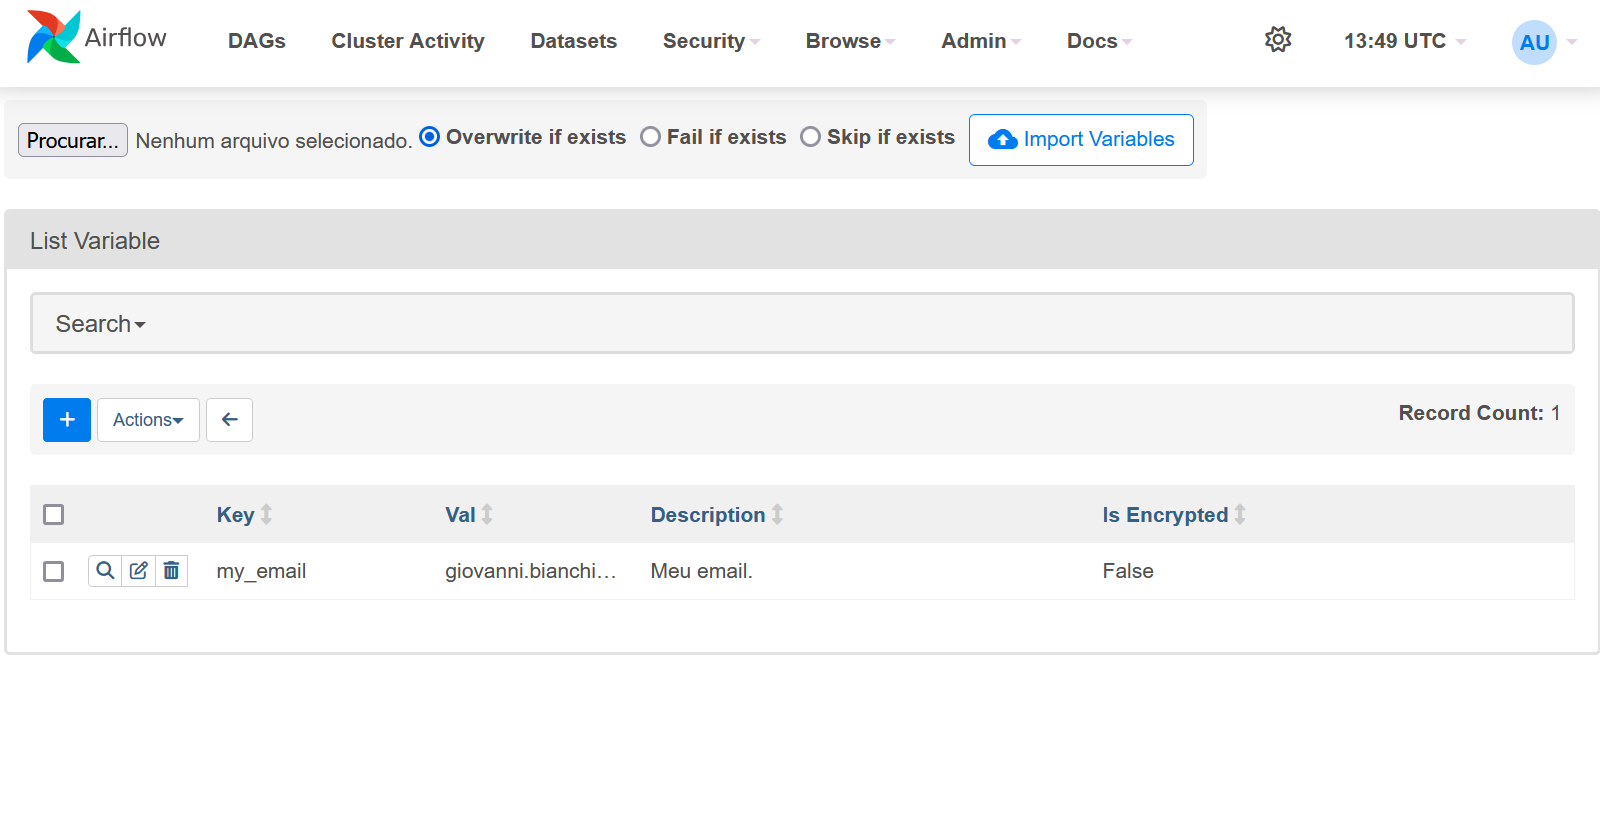 Airflow DAGs Cluster Activity Datasets Security Browse Admin Docs 13:49 UTC AU
Procurar... Nenhum arquivo selecionado. Overwrite if exists Fail if exists Skip if exists Import Variables
List Variable
Search
+ Actions Record Count: 1
Key Val Description Is Encrypted
my_email giovanni.bianchi... Meu email. False